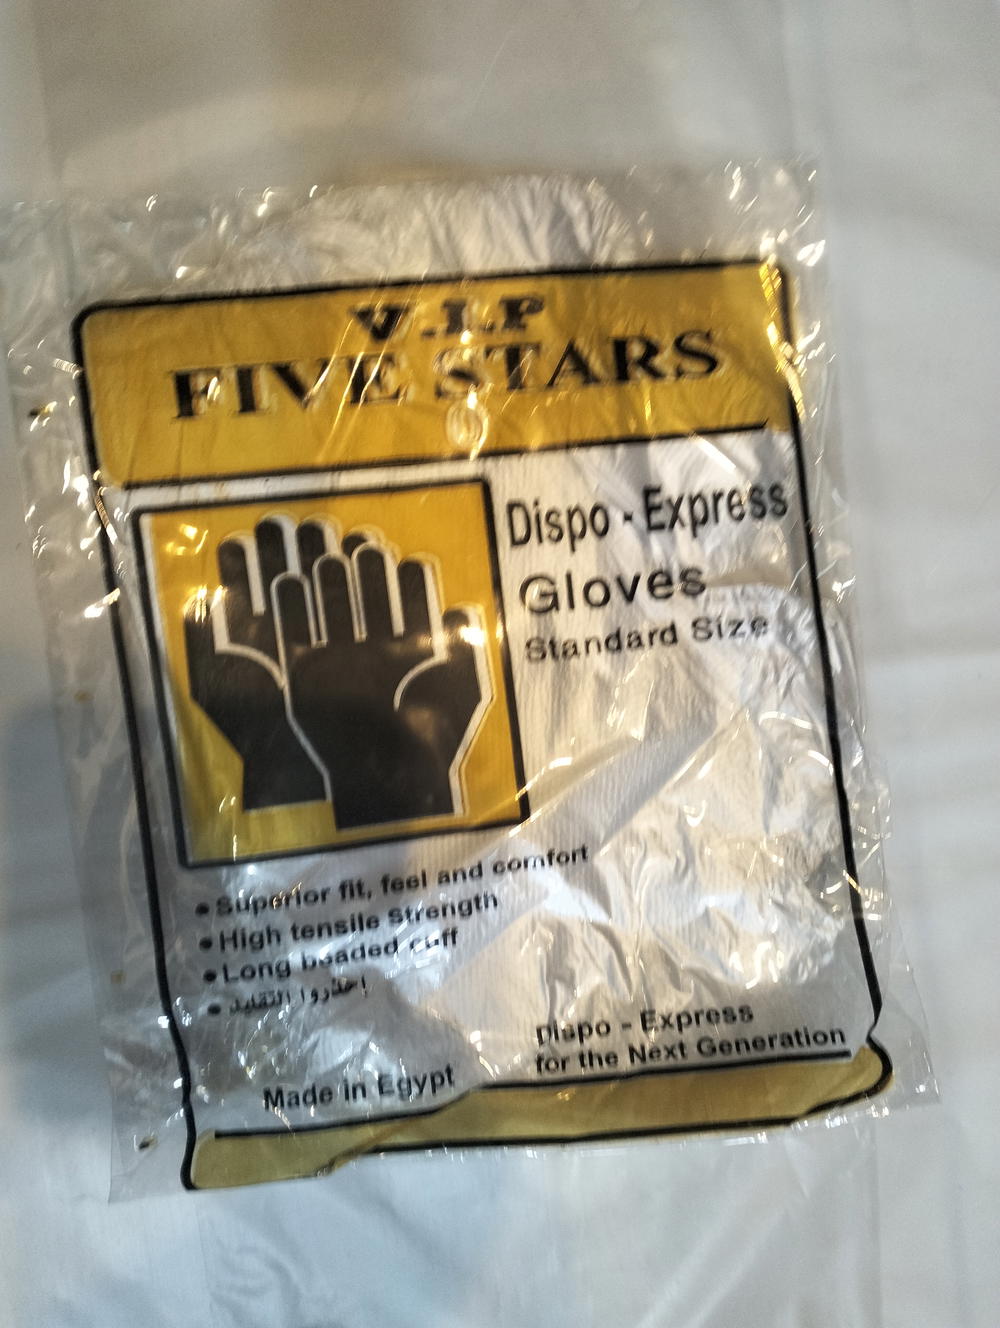 V.I.P
FIVE STARS
Dispo - Express
Gloves
Standard Size
• Superior fit, feel and comfort
• High tensile Strength
• Long beaded cuff
• احذروا التقليد
Dispo - Express
for the Next Generation
Made in Egypt